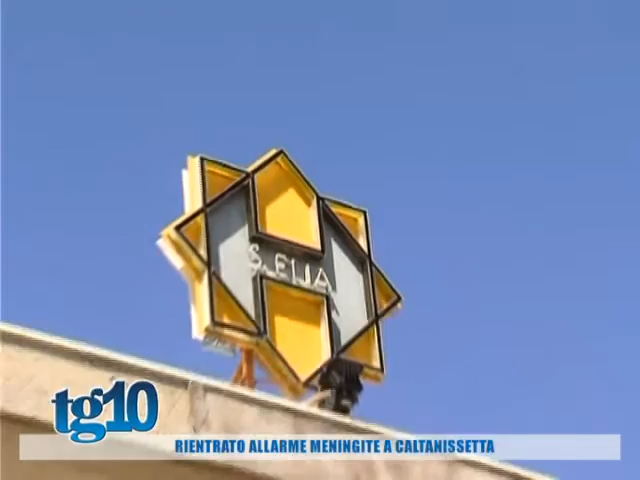 S. ELIA
tg10
RIENTRATO ALLARME MENINGITE A CALTANISSETTA